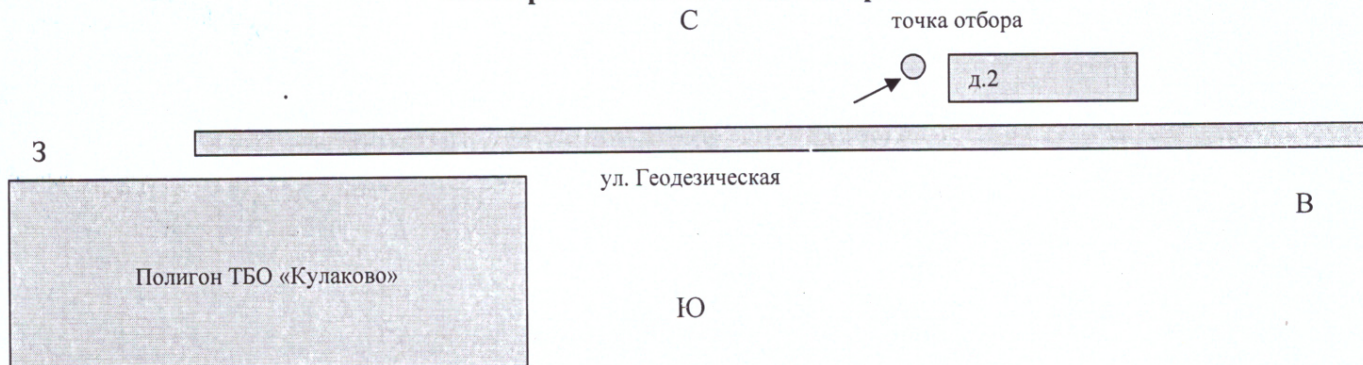 С
точка отбора
д.2
З
ул. Геодезическая
В
Полигон ТБО «Кулаково»
Ю